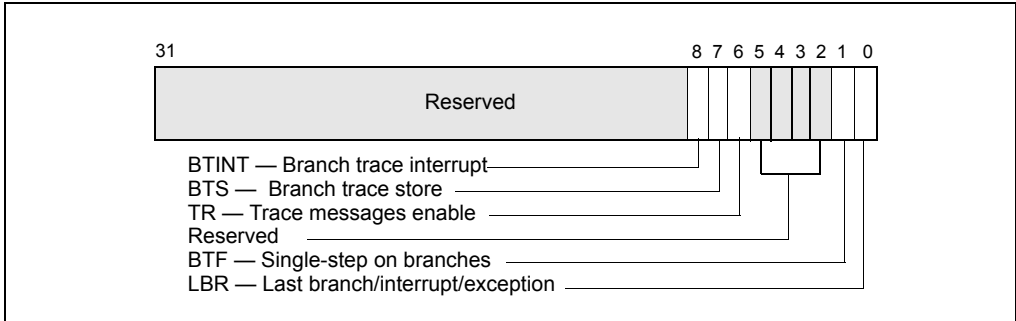 31 8 7 6 5 4 3 2 1 0
Reserved
BTINT — Branch trace interrupt
BTS — Branch trace store
TR — Trace messages enable
Reserved
BTF — Single-step on branches
LBR — Last branch/interrupt/exception